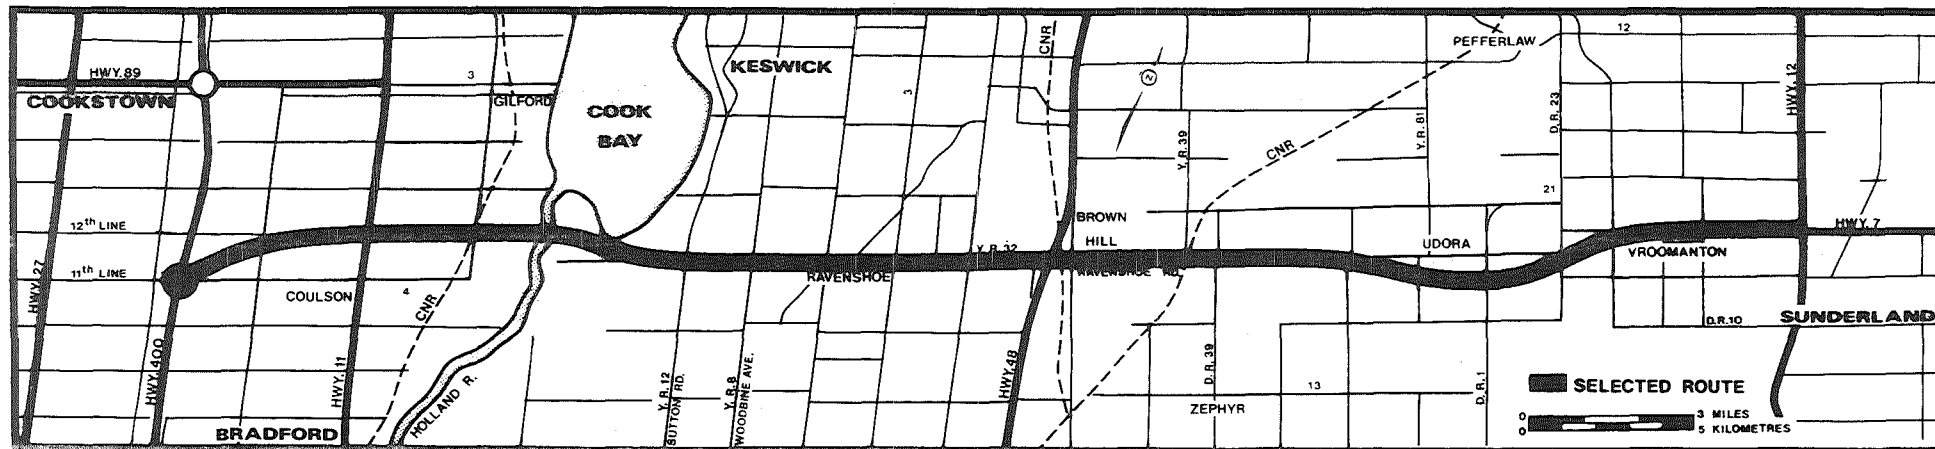 PEFFERLAW
12
CNR
HWY. 12
HWY. 89
3
KESWICK
COOKSTOWN
GILFORD
COOK
BAY
3
N
Y. R. 39
CNR
Y. R. 81
D. R. 23
21
12th LINE
BROWN
HILL
HWY. 7
Y. R. 32
UDORA
VROOMANTON
11th LINE
RAVENSHOE
RAVENSHOE RD.
HWY. 27
COULSON
4
CNR
SUNDERLAND
D.R.10
HWY. 400
HWY. 11
HOLLAND R.
Y. R. 12
SUTTON RD.
Y. R. 8
WOODBINE AVE.
HWY. 48
D. R. 39
13
D. R. 1
ZEPHYR
BRADFORD
SELECTED ROUTE
0 3 MILES
0 5 KILOMETRES